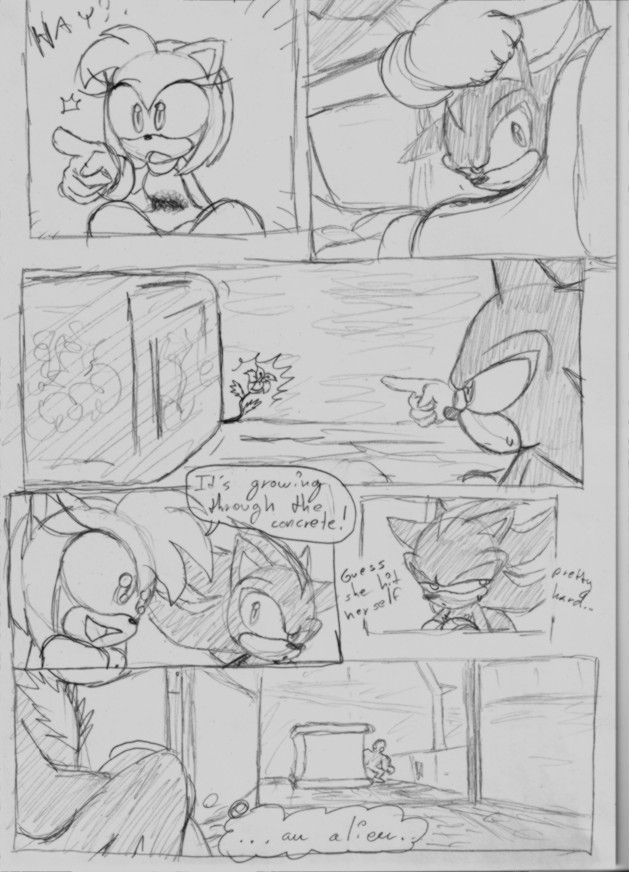 WAY?!
It's growing
through the
concrete!
Guess
she hit
herself
pretty
hard..
...an alien..